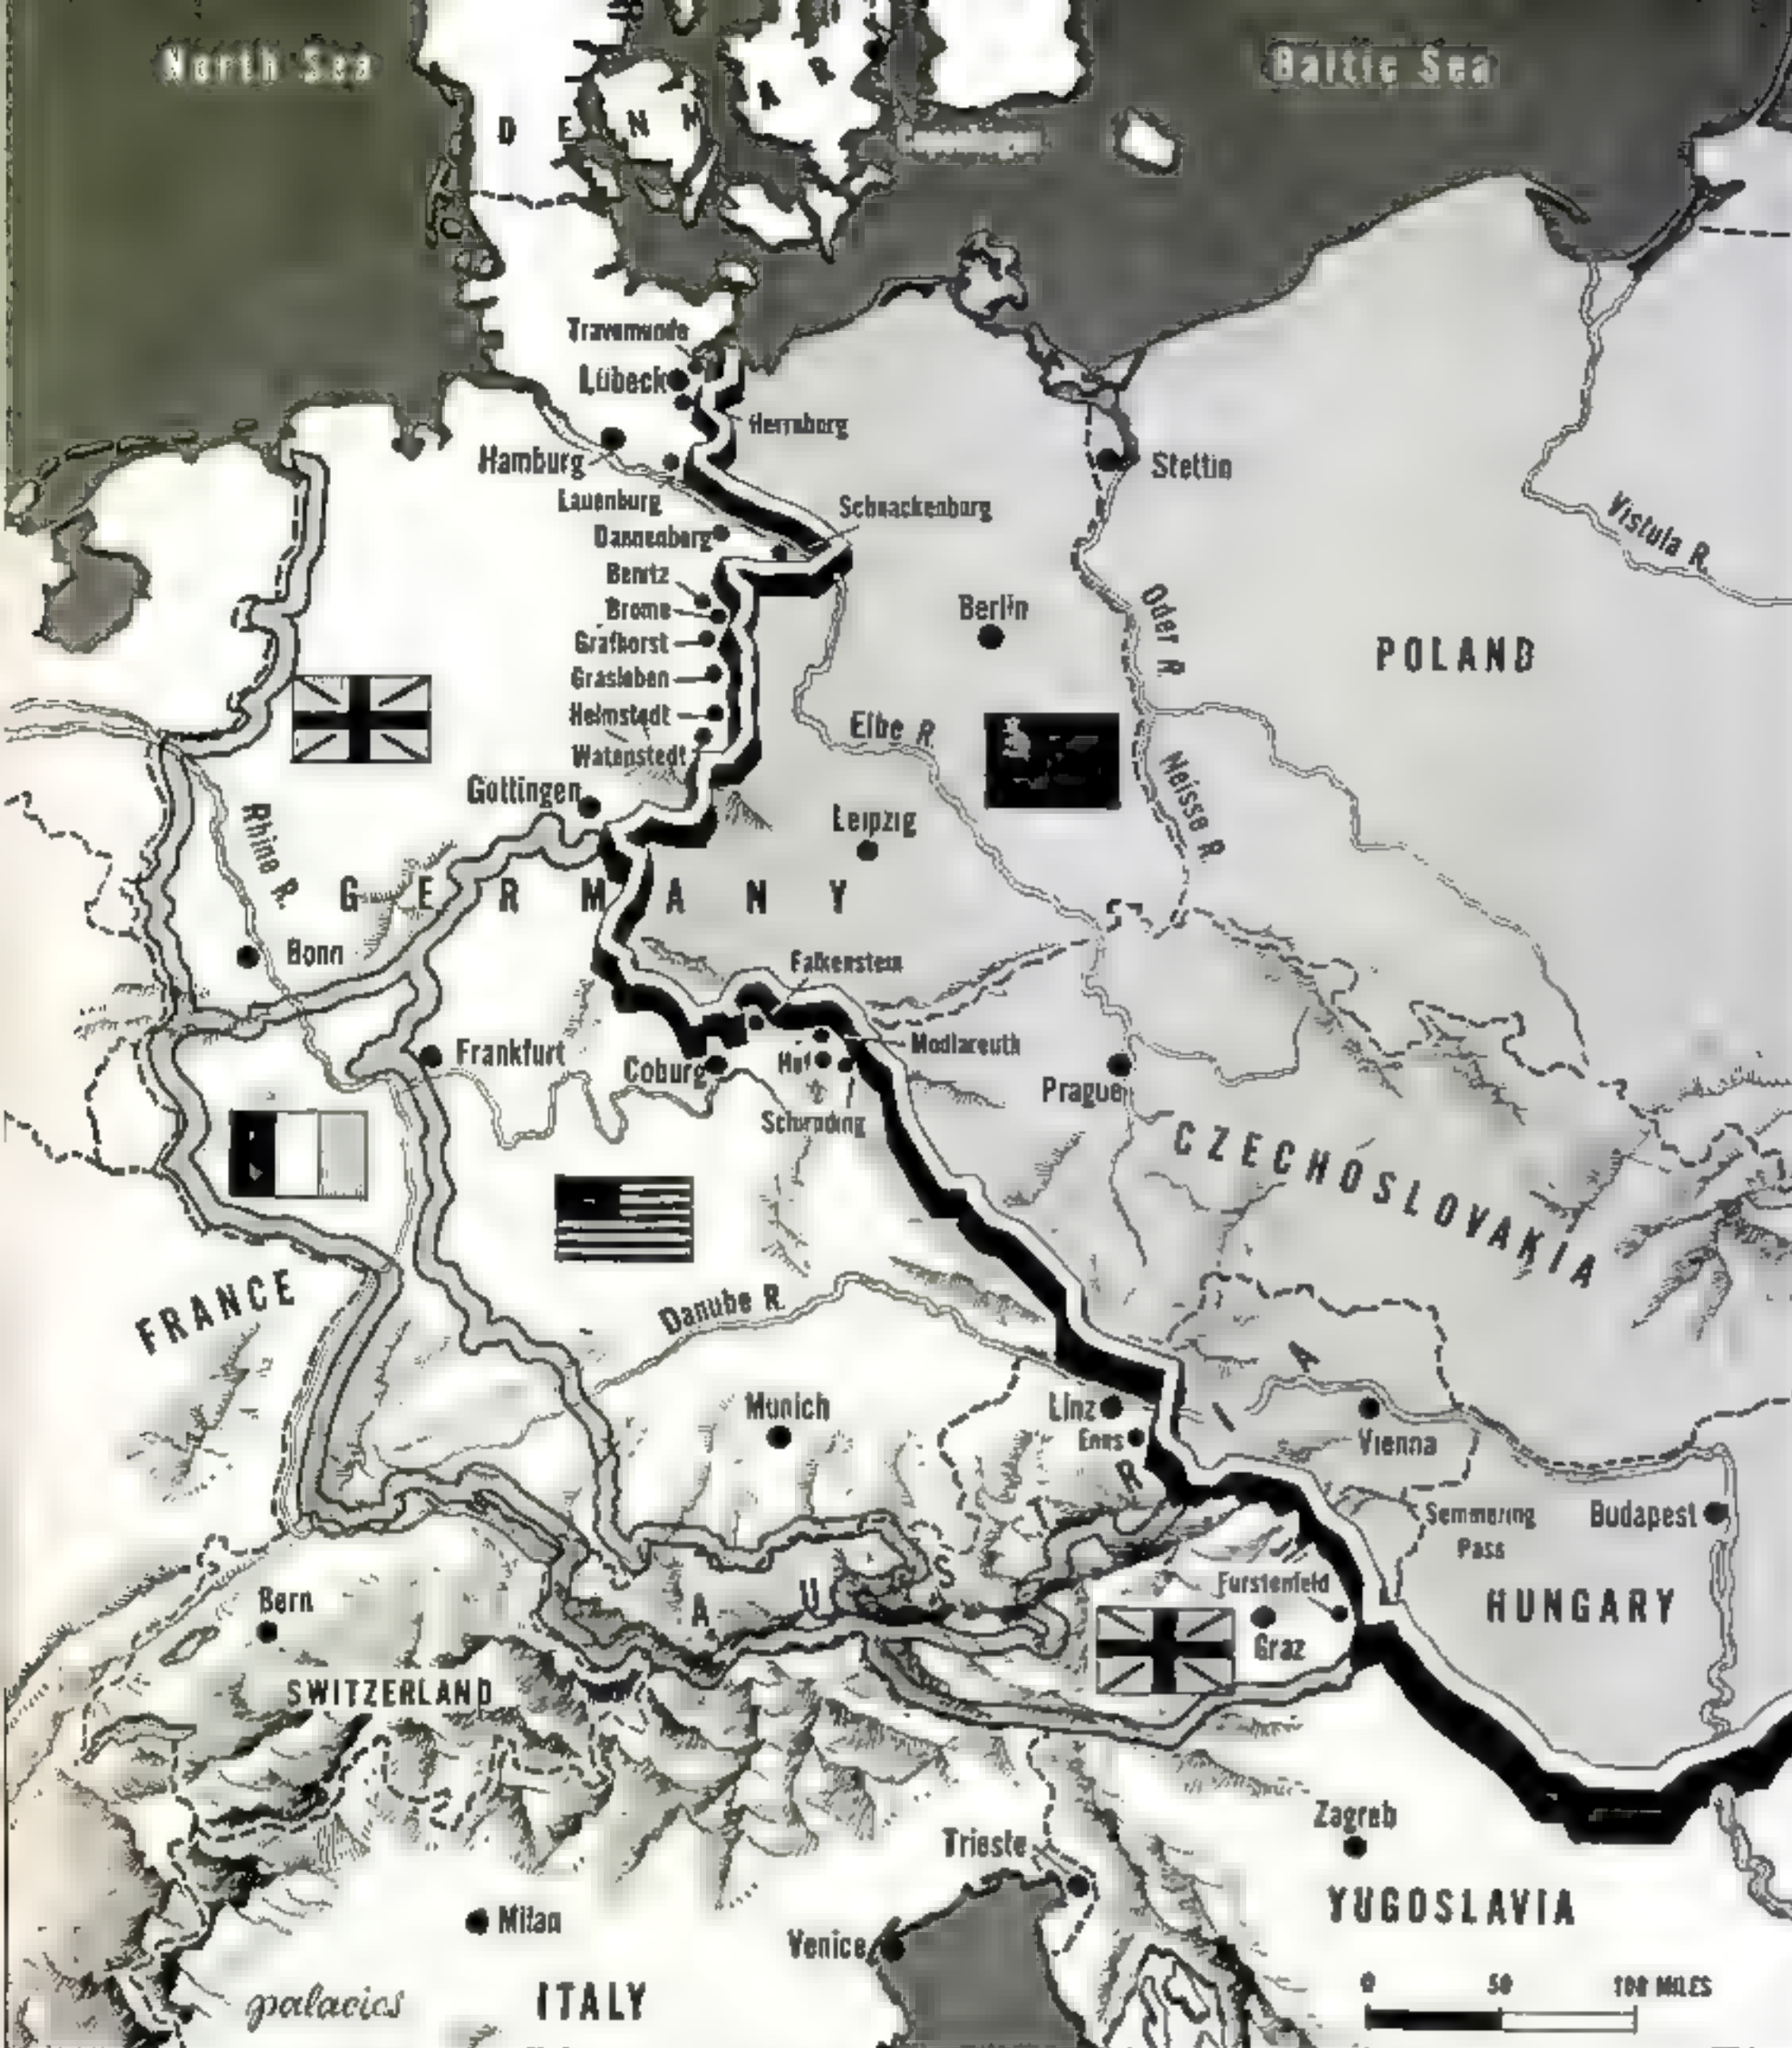 North Sea
Baltic Sea
DENMAR
Travemunde
Lübeck
Herrnburg
Hamburg
Stettin
Lauenburg
Schnackenburg
Dannenberg
Vistula R.
Benitz
Brome
Berlin
Oder R.
Grafhorst
POLAND
Grasleben
Helmstedt
Elbe R.
Watenstedt
Neisse R.
Gottingen
Rhine R.
Leipzig
GERMANY
Bonn
Falkenstein
Frankfurt
Modlareuth
Coburg
Hof
Prague
Schirnding
CZECHOSLOVAKIA
FRANCE
Danube R.
Munich
Linz
Enns
Vienna
Semmering
Pass
Budapest
AUSTRIA
Furstenfeld
Bern
HUNGARY
Graz
SWITZERLAND
Zagreb
Trieste
YUGOSLAVIA
Milan
Venice
0 50 100 MILES
palacios
ITALY